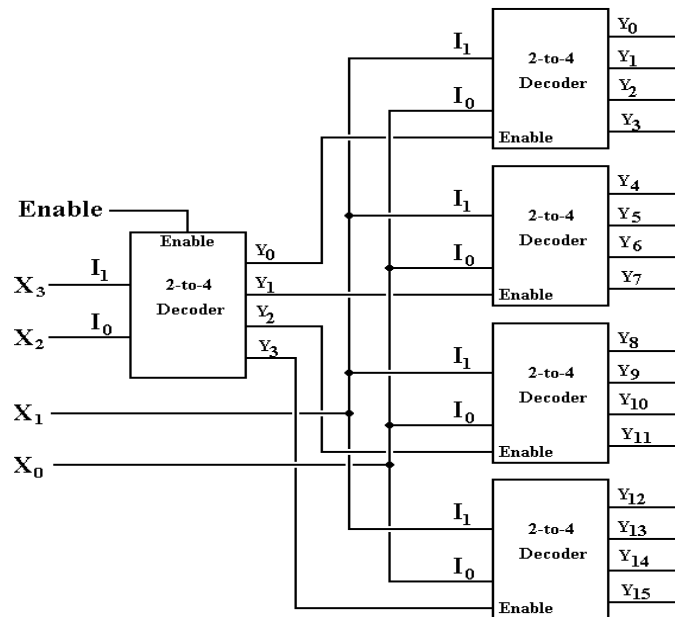 Y0
I1
2-to-4
Decoder
Y1
Y2
I0
Y3
Enable
Y4
I1
2-to-4
Decoder
Y5
I0
Y6
Y7
Enable
Enable
Enable
X3
I1
2-to-4
Decoder
X2
I0
Y0
Y1
Y2
Y3
X1
X0
Y8
I1
2-to-4
Decoder
Y9
I0
Y10
Y11
Enable
Y12
I1
2-to-4
Decoder
Y13
I0
Y14
Y15
Enable